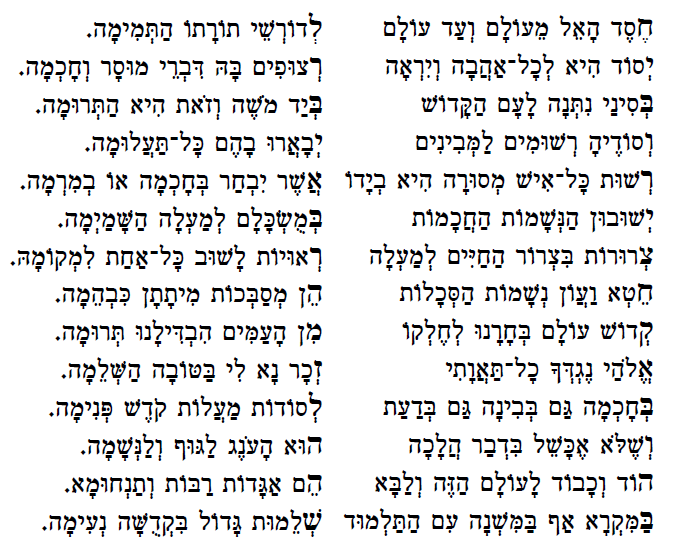 חֶסֶד הָאֵל מֵעוֹלָם וְעַד עוֹלָם לְדוֹרְשֵׁי תוֹרָתוֹ הַתְּמִימָה.
יְסוֹד הִיא לְכָל־אַהֲבָה וְיִרְאָה רְצוּפִים בָּהּ דִּבְרֵי מוּסָר וְחָכְמָה.
בְּסִינַי נִתְּנָה לָעָם הַקָּדוֹשׁ בְּיַד מֹשֶׁה וְזֹאת הִיא הַתְּרוּמָה.
וְסוֹדֶיהָ רְשׁוּמִים לַמְּבִינִים יְבָאֲרוּ בָהֶם כָּל־תַּעֲלוּמָה.
רְשׁוּת כָּל־אִישׁ מְסוּרָה הִיא בְיָדוֹ אֲשֶׁר יִבְחַר בְּחָכְמָה אוֹ בְמִרְמָה.
יְשׁוּבוּן הַנְּשָׁמוֹת הַחֲכָמוֹת בְּמֻשְׂכָּלָם לְמַעְלָה הַשָּׁמַיְמָה.
צְרוּרוֹת בִּצְרוֹר הַחַיִּים לְמַעְלָה רְאוּיוֹת לָשׁוּב כָּל־אַחַת לִמְקוֹמָהּ.
חֵטְא וַעֲוֹן נְשָׁמוֹת הַסְּכָלוֹת הֵן מְסַבְּכוֹת מִיתָתָן כִּבְהֵמָה.
קְדוֹשׁ עוֹלָם בְּחָרָנוּ לְחֶלְקוֹ מִן הָעַמִּים הִבְדִּילָנוּ תְּרוּמָה.
אֱלֹהַי נֶגְדְּךָ כָל־תַּאֲוָתִי זְכָר נָא לִי בַּטּוֹבָה הַשְּׁלֵמָה.
בְּחָכְמָה גַּם בְּבִינָה גַּם בְּדַעַת לְסוֹדוֹת מַעֲלוֹת קֹדֶשׁ פְּנִימָה.
וְשֶׁלֹּא אֶכָּשֵׁל בִּדְבַר הֲלָכָה הוּא הָעֹנֶג לַגּוּף וְלַנְּשָׁמָה.
הוֹד וְכָבוֹד לָעוֹלָם הַזֶּה וְלַבָּא הֵם אַגָּדוֹת רַבּוֹת וְתַנְחוּמָא.
בַּמִּקְרָא אַף בַּמִּשְׁנָה עִם הַתַּלְמוּד שְׁלֵמוּת גָּדוֹל בִּקְדֻשָּׁה נְעִימָה.